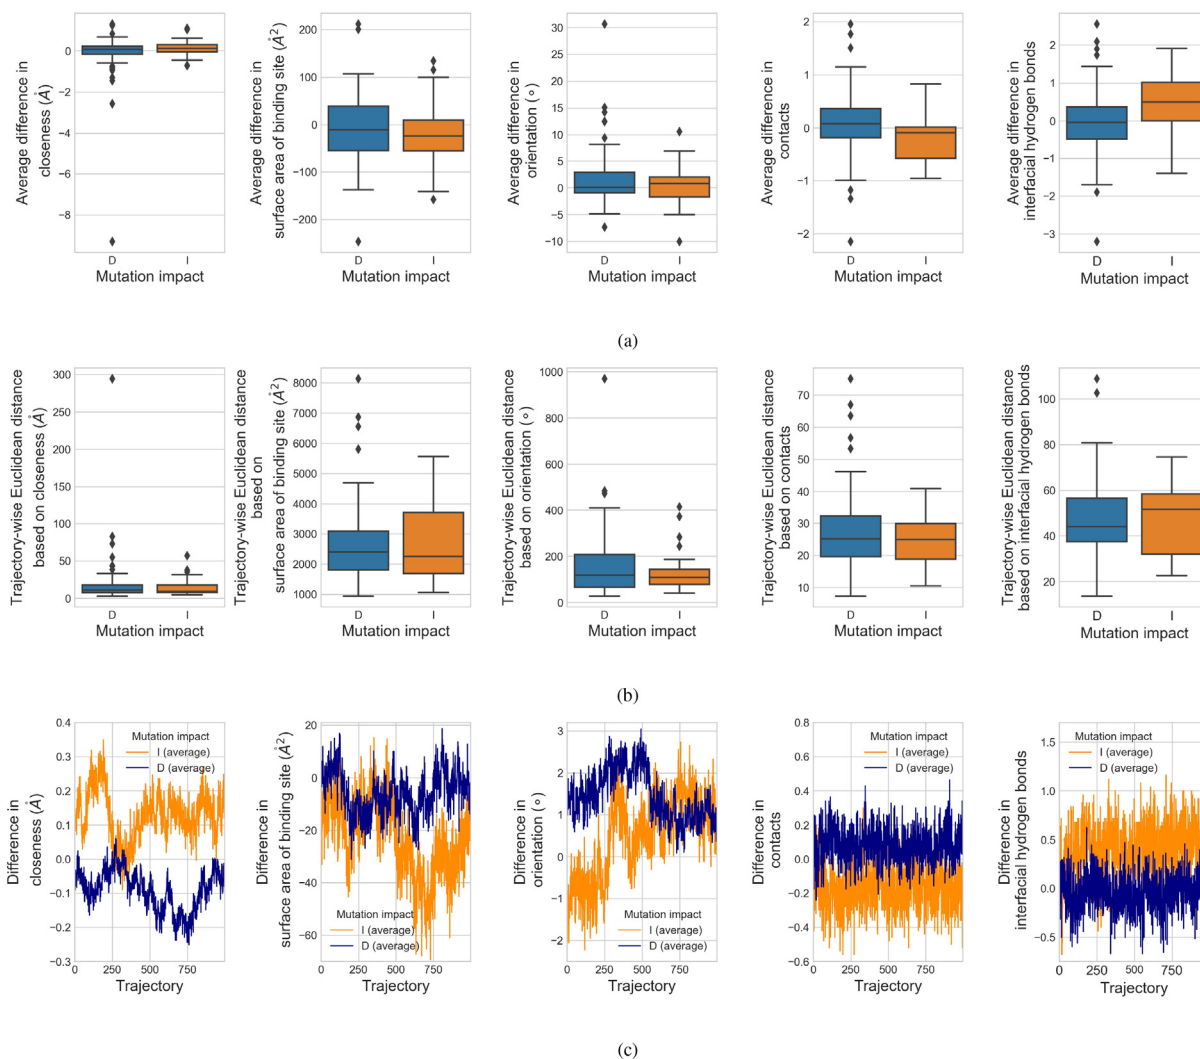 Average difference in
closeness (Å)
0
−2
−4
−6
−8
D
I
Mutation impact
Average difference in
surface area of binding site (Å²)
200
100
0
−100
−200
D
I
Mutation impact
Average difference in
orientation (∘)
30
25
20
15
10
5
0
−5
−10
D
I
Mutation impact
Average difference in
contacts
2
1
0
−1
−2
D
I
Mutation impact
Average difference in
interfacial hydrogen bonds
2
1
0
−1
−2
−3
D
I
Mutation impact
(a)
Trajectory-wise Euclidean distance
based on closeness (Å)
300
250
200
150
100
50
0
D
I
Mutation impact
Trajectory-wise Euclidean distance
based on
surface area of binding site (Å²)
8000
7000
6000
5000
4000
3000
2000
1000
D
I
Mutation impact
Trajectory-wise Euclidean distance
based on orientation (∘)
1000
800
600
400
200
0
D
I
Mutation impact
Trajectory-wise Euclidean distance
based on contacts
70
60
50
40
30
20
10
D
I
Mutation impact
Trajectory-wise Euclidean distance
based on interfacial hydrogen bonds
100
80
60
40
20
D
I
Mutation impact
(b)
Difference in
closeness (Å)
0.4
0.3
0.2
0.1
0.0
−0.1
−0.2
−0.3
Mutation impact
I (average)
D (average)
0
250
500
750
Trajectory
Difference in
surface area of binding site (Å²)
20
0
−20
−40
−60
Mutation impact
I (average)
D (average)
0
250
500
750
Trajectory
Difference in
orientation (∘)
3
2
1
0
−1
−2
Mutation impact
I (average)
D (average)
0
250
500
750
Trajectory
Difference in
contacts
0.8
0.6
0.4
0.2
0.0
−0.2
−0.4
−0.6
Mutation impact
I (average)
D (average)
0
250
500
750
Trajectory
Difference in
interfacial hydrogen bonds
1.5
1.0
0.5
0.0
−0.5
Mutation impact
I (average)
D (average)
0
250
500
750
Trajectory
(c)